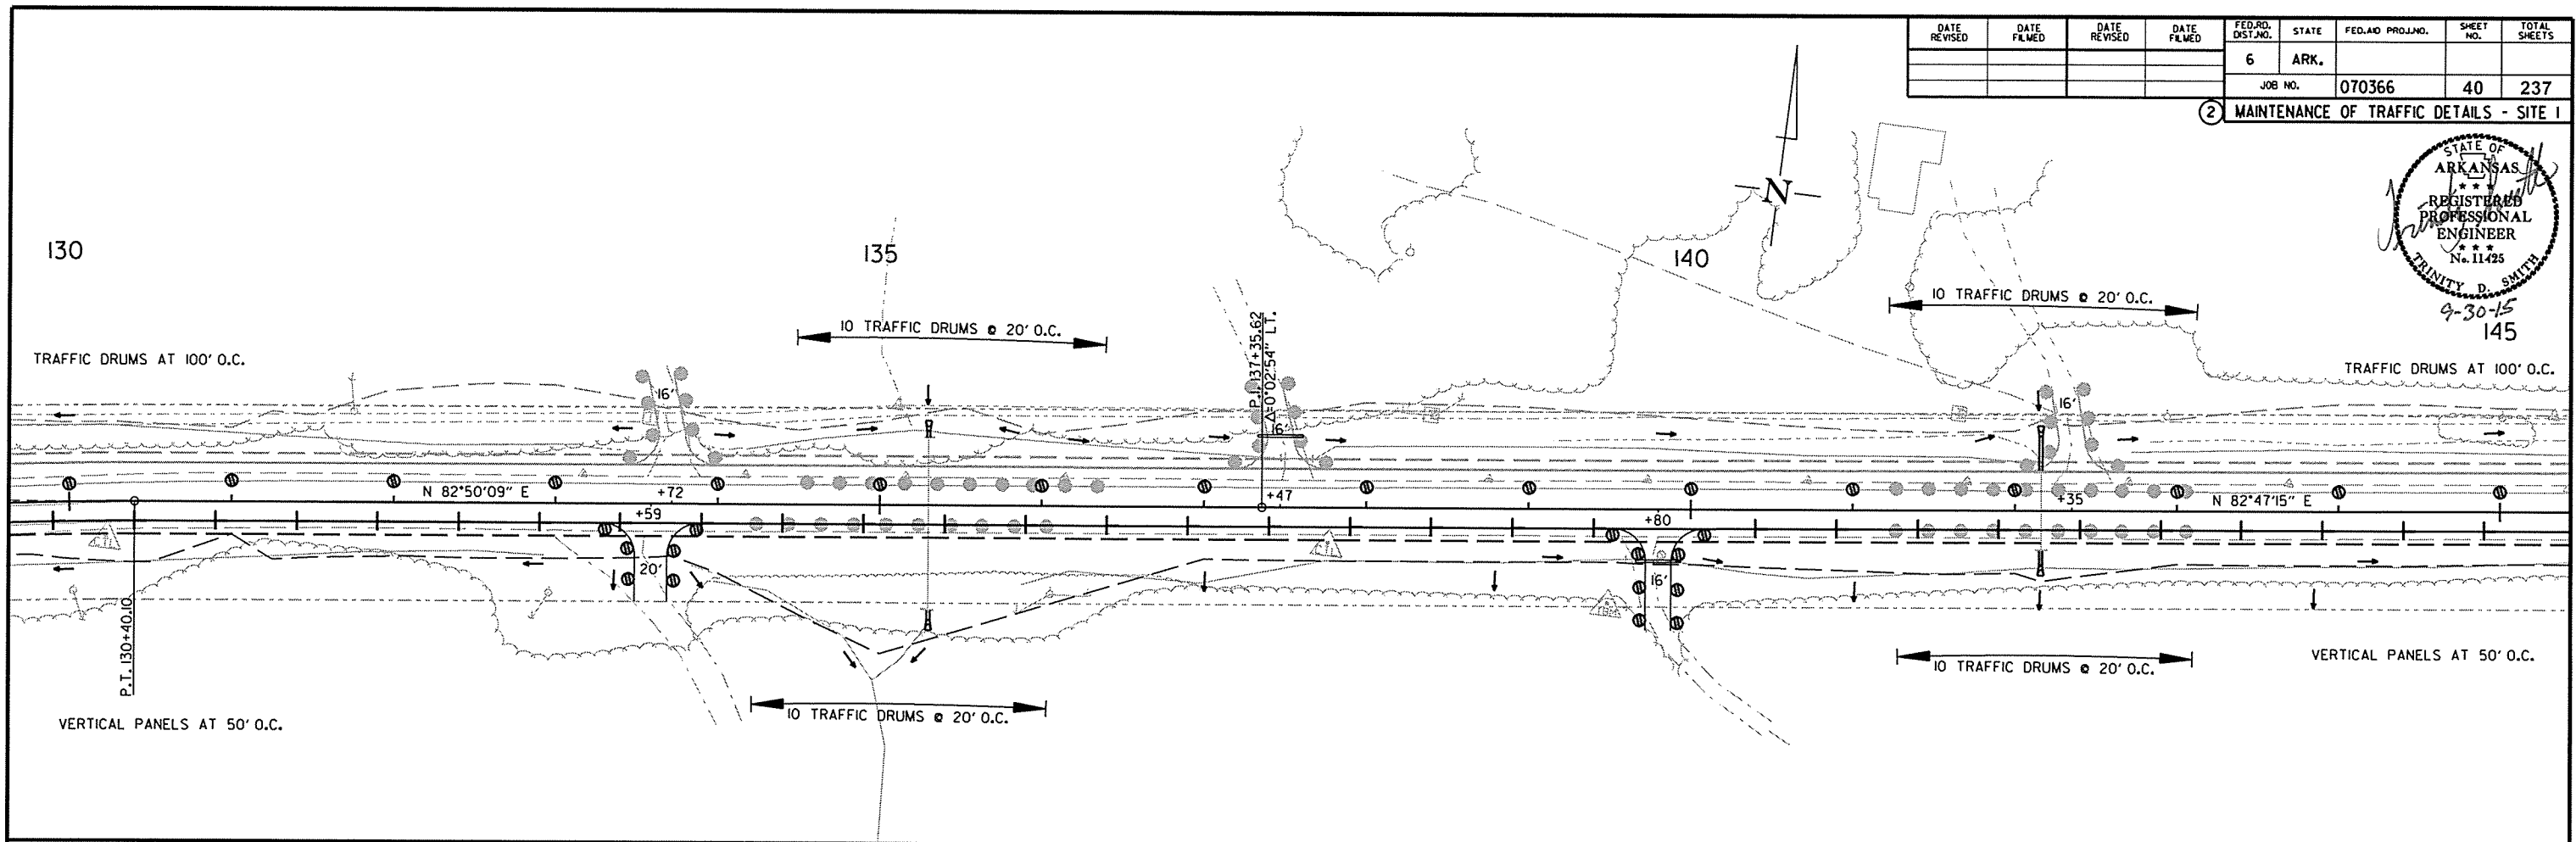 DATE REVISED
DATE FILMED
DATE REVISED
DATE FILMED
FED.RD. DIST.NO.
STATE
FED.AID PROJ.NO.
SHEET NO.
TOTAL SHEETS
6
ARK.
JOB NO.
070366
40
237
② MAINTENANCE OF TRAFFIC DETAILS - SITE 1
STATE OF
ARKANSAS
★ ★ ★
REGISTERED
PROFESSIONAL
ENGINEER
★ ★ ★
No. 11425
TRINITY D. SMITH
9-30-15
N
130
135
140
145
10 TRAFFIC DRUMS @ 20' O.C.
10 TRAFFIC DRUMS @ 20' O.C.
TRAFFIC DRUMS AT 100' O.C.
TRAFFIC DRUMS AT 100' O.C.
P.I. 137+35.62
Δ=0°02'54" LT.
16'
16'
16'
N 82°50'09" E
+72
+47
+35
N 82°47'15" E
+59
+80
20'
16'
P.T. 130+40.10
10 TRAFFIC DRUMS @ 20' O.C.
10 TRAFFIC DRUMS @ 20' O.C.
VERTICAL PANELS AT 50' O.C.
VERTICAL PANELS AT 50' O.C.